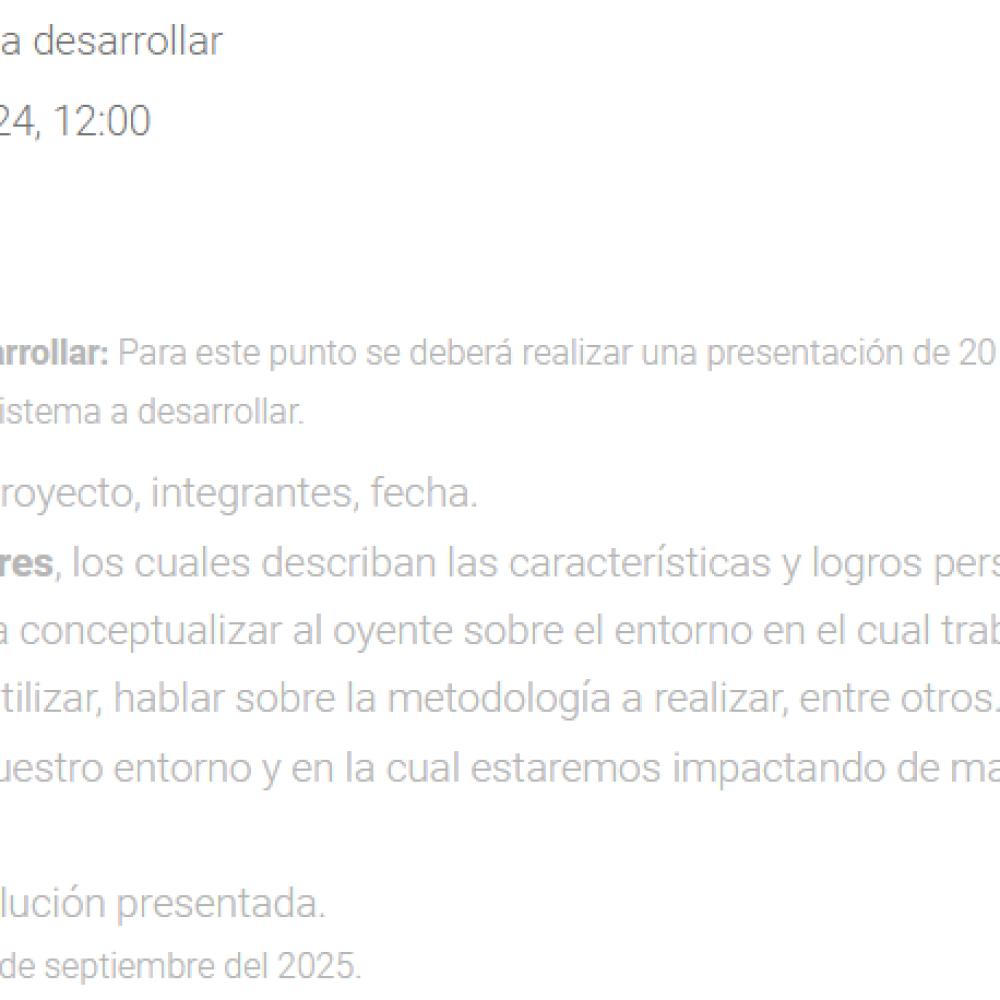 a desarrollar
24, 12:00
arrollar: Para este punto se deberá realizar una presentación de 20
istema a desarrollar.
royecto, integrantes, fecha.
res, los cuales describan las características y logros pers
a conceptualizar al oyente sobre el entorno en el cual trab
tilizar, hablar sobre la metodología a realizar, entre otros.
uestro entorno y en la cual estaremos impactando de ma
lución presentada.
de septiembre del 2025.